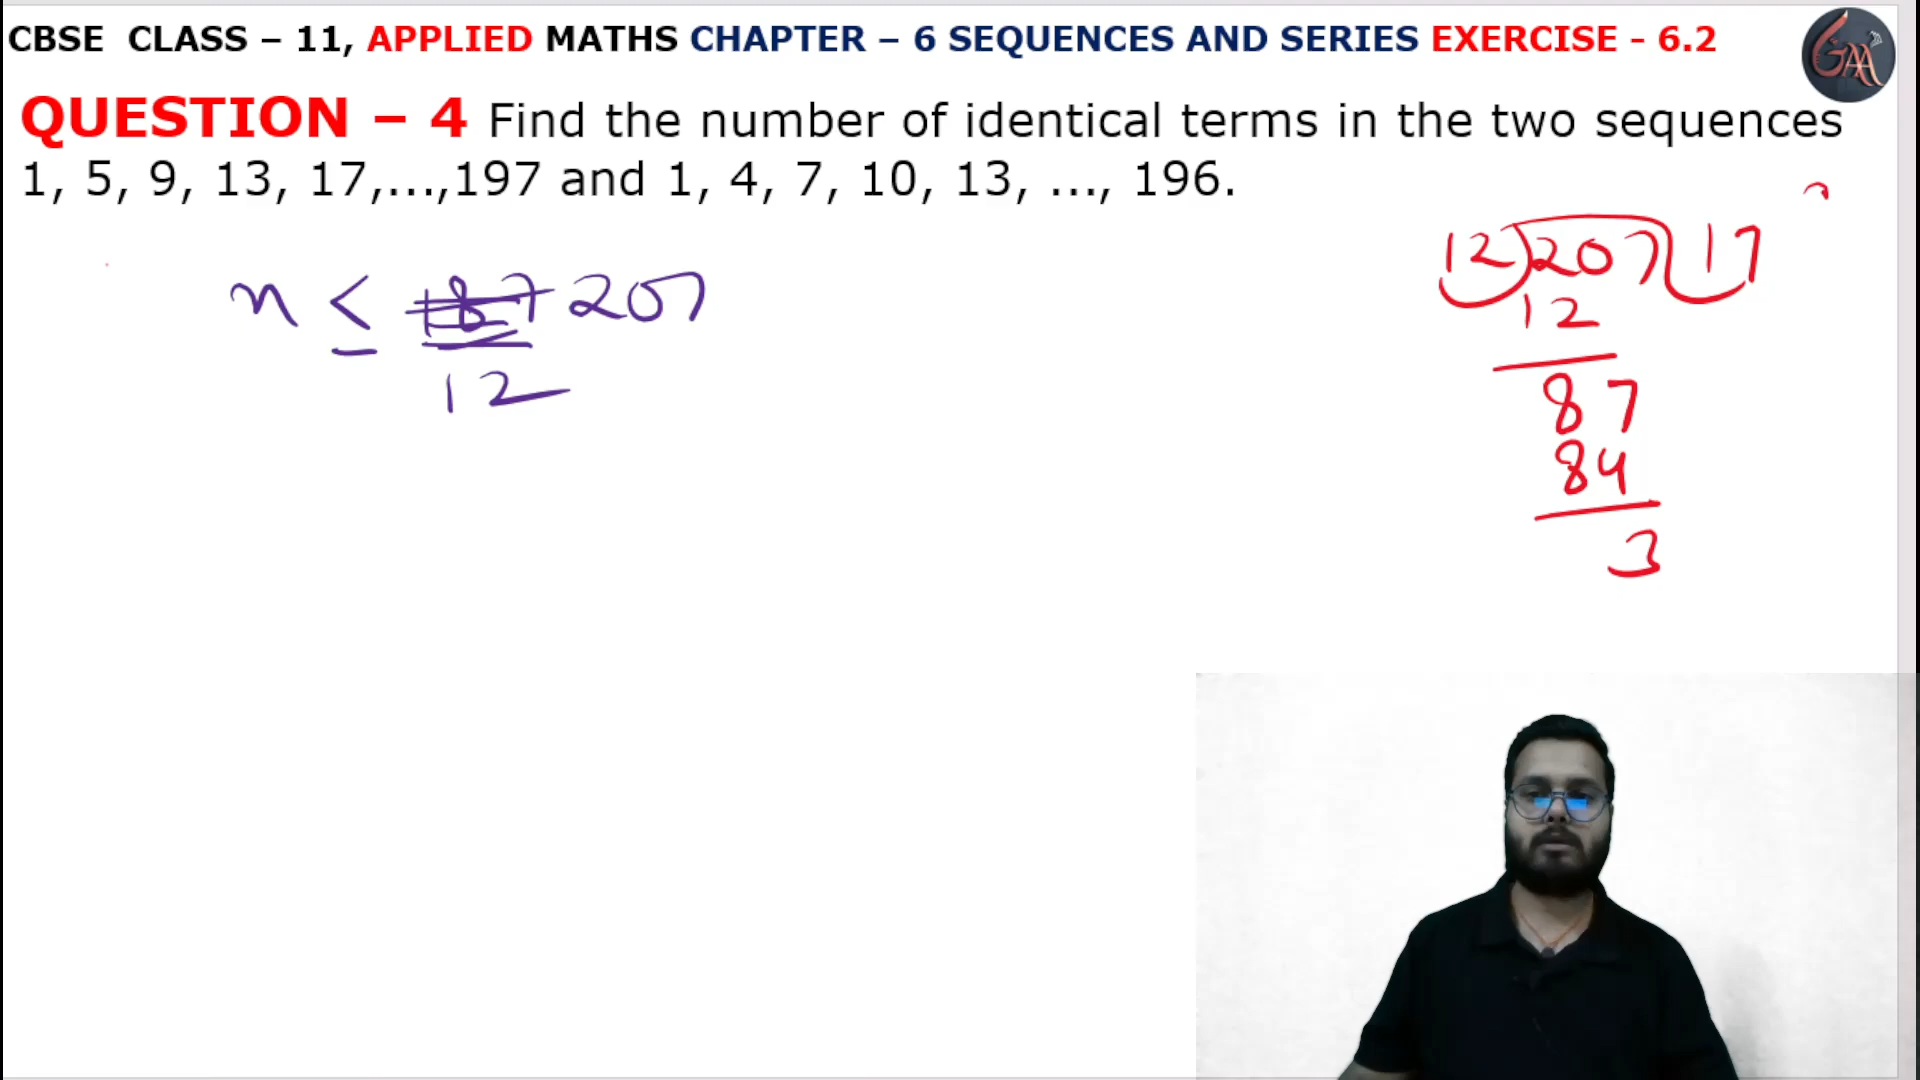 CBSE CLASS – 11, APPLIED MATHS CHAPTER – 6 SEQUENCES AND SERIES EXERCISE - 6.2
QUESTION – 4 Find the number of identical terms in the two sequences
1, 5, 9, 13, 17,...,197 and 1, 4, 7, 10, 13, ..., 196.
n ≤ 187 207
12
12)207(17
12
87
84
3